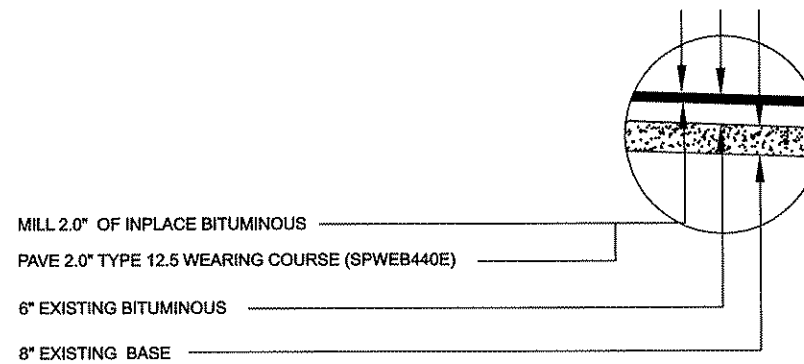 MILL 2.0" OF INPLACE BITUMINOUS
PAVE 2.0" TYPE 12.5 WEARING COURSE (SPWEB440E)
6" EXISTING BITUMINOUS
8" EXISTING BASE